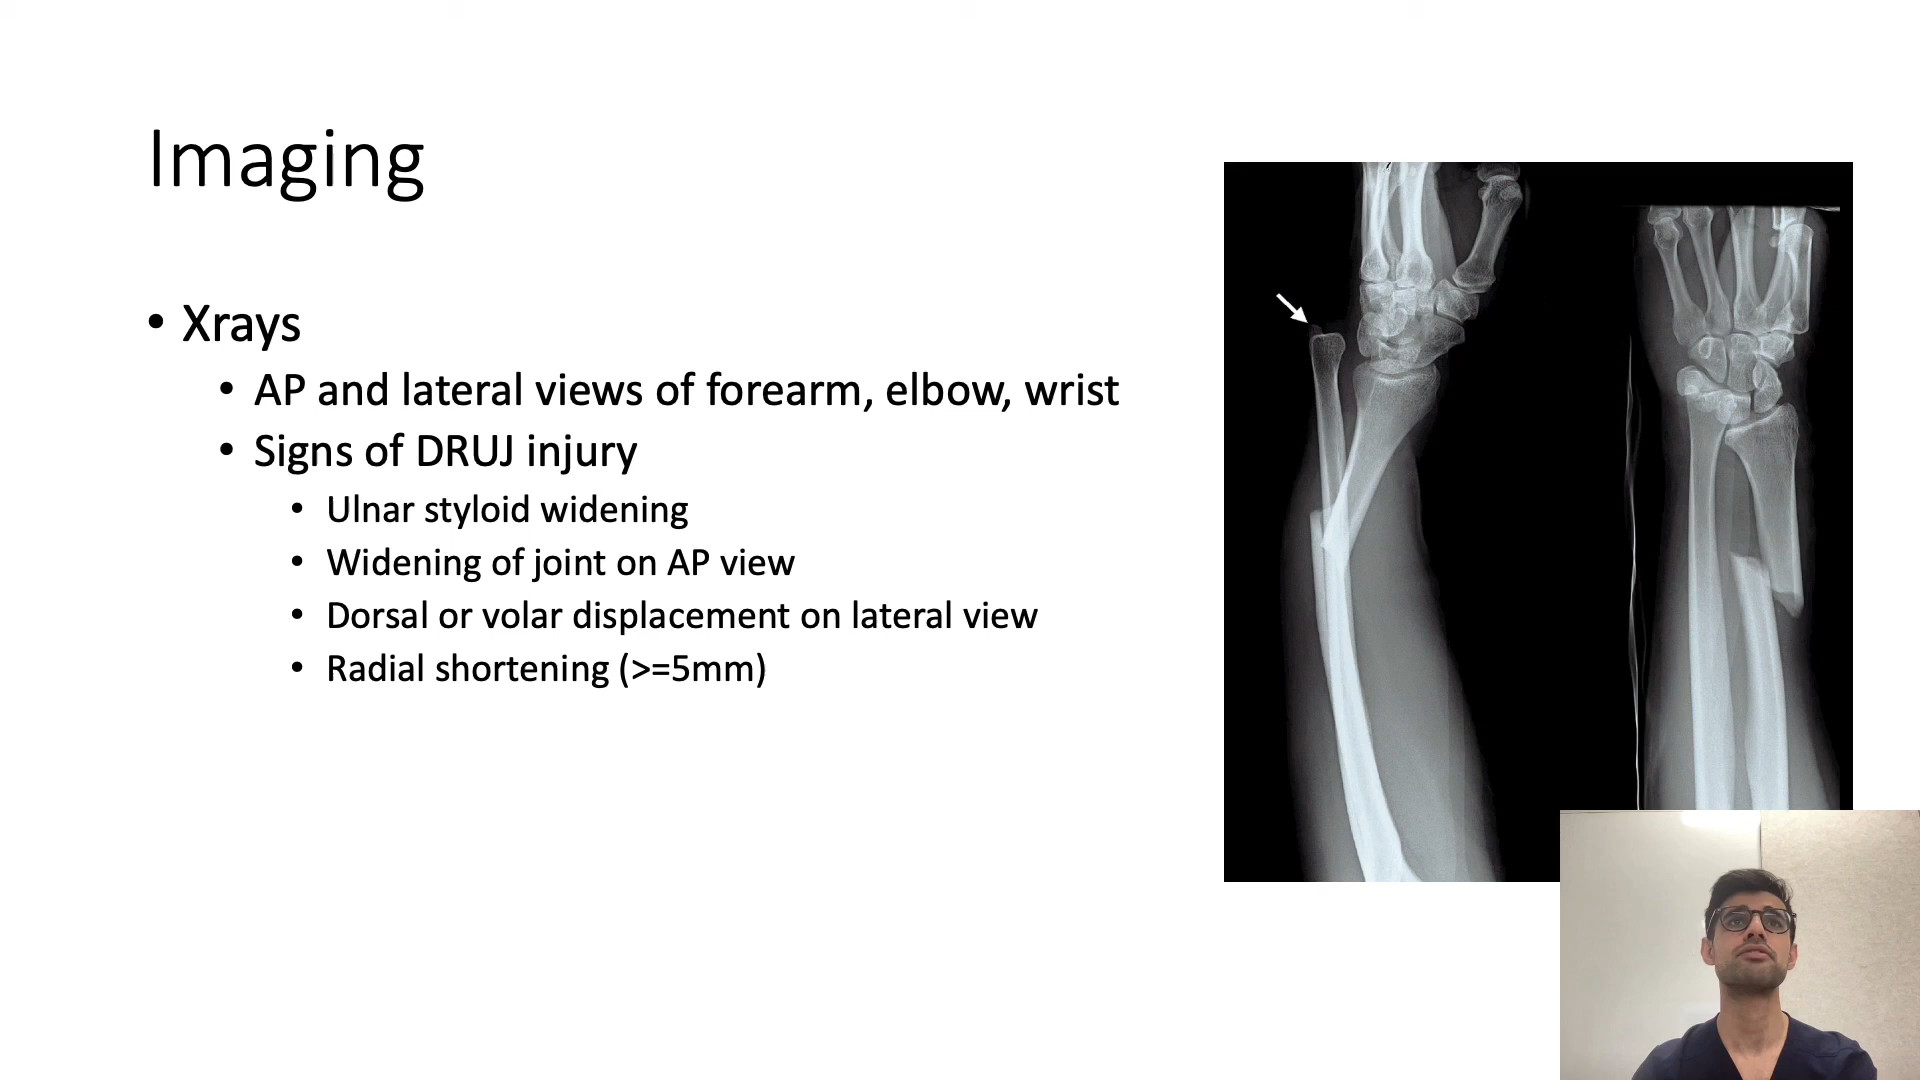 Imaging
• Xrays
• AP and lateral views of forearm, elbow, wrist
• Signs of DRUJ injury
• Ulnar styloid widening
• Widening of joint on AP view
• Dorsal or volar displacement on lateral view
• Radial shortening (>=5mm)